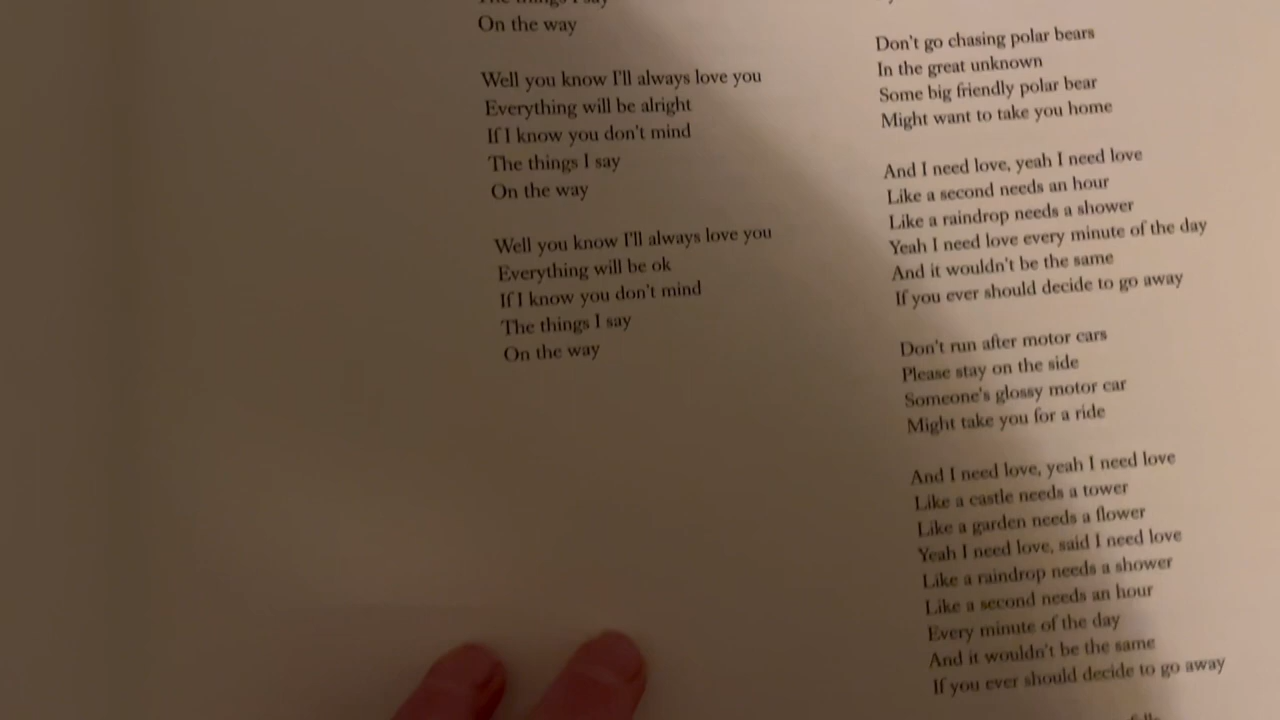 The things I say
On the way
Well you know I'll always love you
Everything will be alright
If I know you don't mind
The things I say
On the way
Well you know I'll always love you
Everything will be ok
If I know you don't mind
The things I say
On the way
Don't go chasing polar bears
In the great unknown
Some big friendly polar bear
Might want to take you home
And I need love, yeah I need love
Like a second needs an hour
Like a raindrop needs a shower
Yeah I need love every minute of the day
And it wouldn't be the same
If you ever should decide to go away
Don't run after motor cars
Please stay on the side
Someone's glossy motor car
Might take you for a ride
And I need love, yeah I need love
Like a castle needs a tower
Like a garden needs a flower
Yeah I need love, said I need love
Like a raindrop needs a shower
Like a second needs an hour
Every minute of the day
And it wouldn't be the same
If you ever should decide to go away